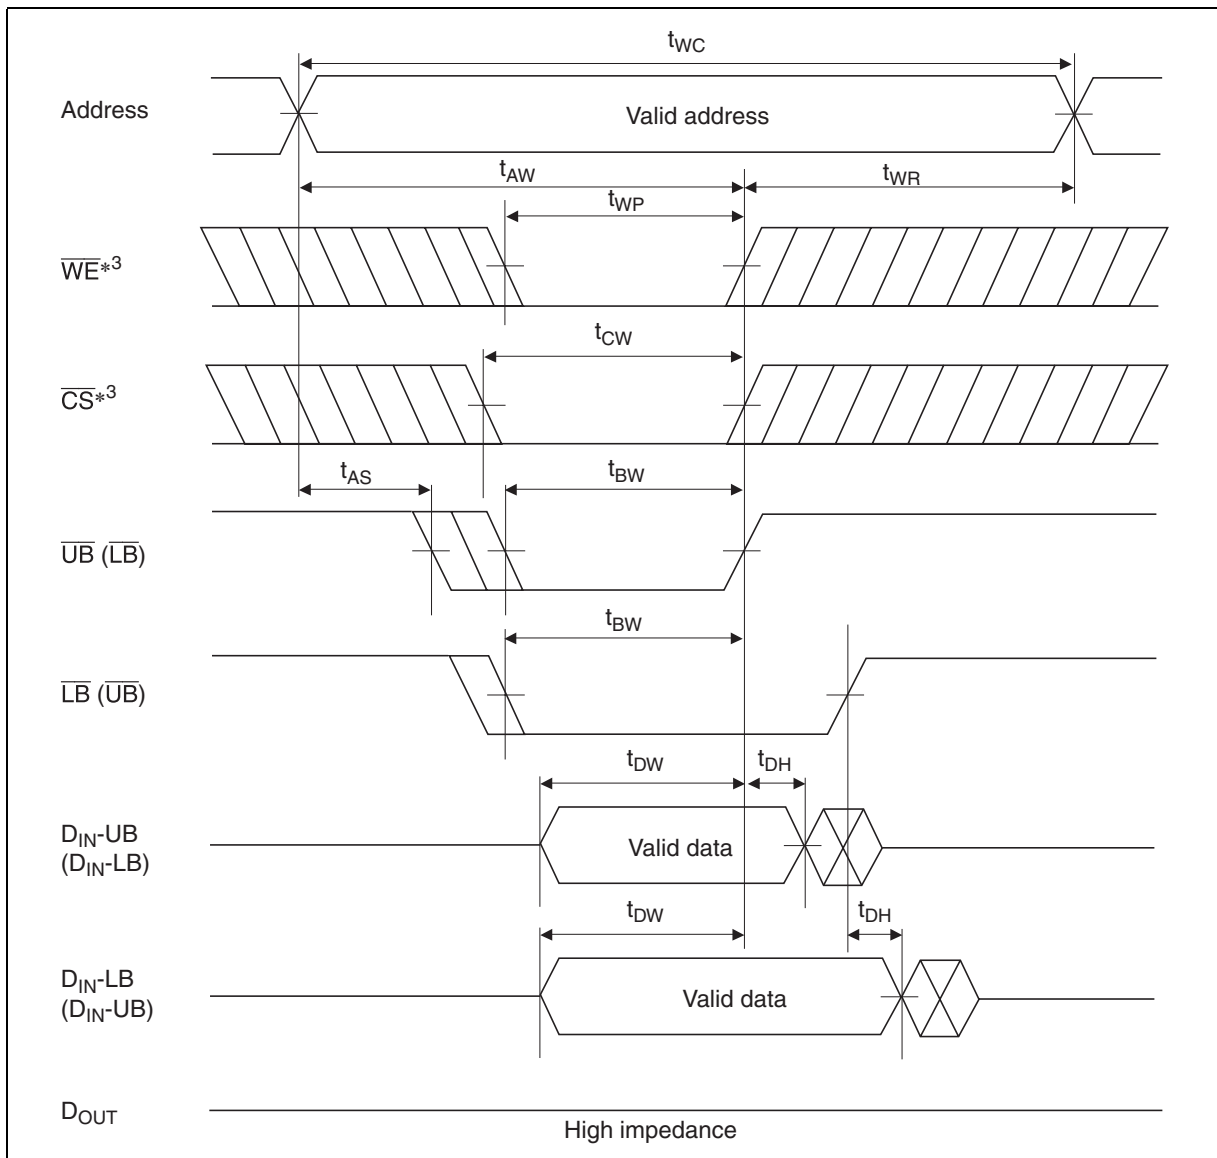 tWC
Address
Valid address
tAW
tWR
tWP
WE*3
tCW
CS*3
tAS
tBW
UB (LB)
tBW
LB (UB)
tDW
tDH
DIN-UB
(DIN-LB)
Valid data
tDW
tDH
DIN-LB
(DIN-UB)
Valid data
DOUT
High impedance